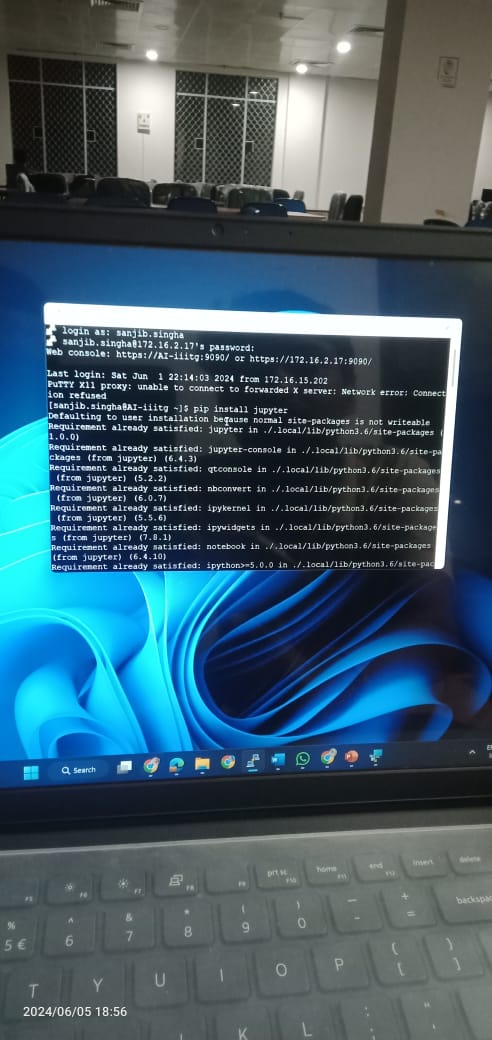 login as: sanjib.singha
sanjib.singha@172.16.2.17's password:
Web console: https://AI-iiitg:9090/ or https://172.16.2.17:9090/
Last login: Sat Jun 1 22:14:03 2024 from 172.16.15.202
PuTTY X11 proxy: unable to connect to forwarded X server: Network error: Connect
ion refused
[sanjib.singha@AI-iiitg ~]$ pip install jupyter
Defaulting to user installation because normal site-packages is not writeable
Requirement already satisfied: jupyter in ./.local/lib/python3.6/site-packages (
1.0.0)
Requirement already satisfied: jupyter-console in ./.local/lib/python3.6/site-pa
ckages (from jupyter) (6.4.3)
Requirement already satisfied: qtconsole in ./.local/lib/python3.6/site-packages
(from jupyter) (5.2.2)
Requirement already satisfied: nbconvert in ./.local/lib/python3.6/site-packages
(from jupyter) (6.0.7)
Requirement already satisfied: ipykernel in ./.local/lib/python3.6/site-packages
(from jupyter) (5.5.6)
Requirement already satisfied: ipywidgets in ./.local/lib/python3.6/site-package
s (from jupyter) (7.8.1)
Requirement already satisfied: notebook in ./.local/lib/python3.6/site-packages
(from jupyter) (6.4.10)
Requirement already satisfied: ipython>=5.0.0 in ./.local/lib/python3.6/site-pac
Search
F5 F6 F7 F8 F9 prt sc F10 home F11 end F12 insert delete
% 5 € ^ 6 & 7 * 8 ( 9 ) 0 _ - + = backspac
T Y U I O P { [ } ]
K L : ; "
2024/06/05 18:56